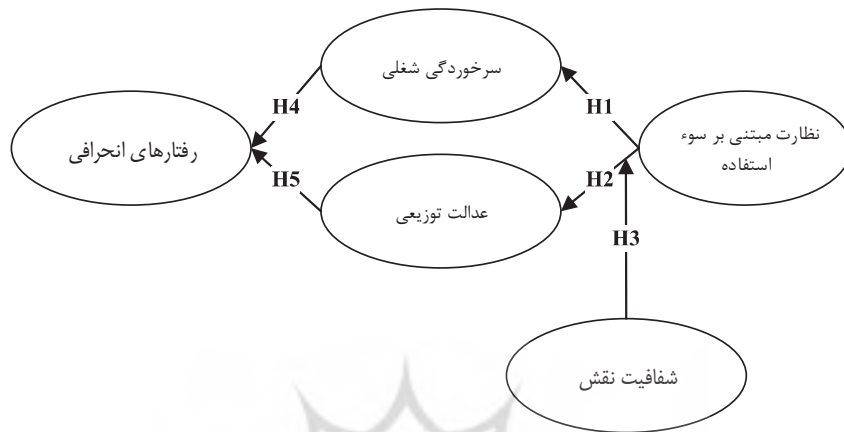 سرخوردگی شغلی
H4
H1
رفتارهای انحرافی
نظارت مبتنی بر سوء
استفاده
H5
H2
عدالت توزیعی
H3
شفافیت نقش